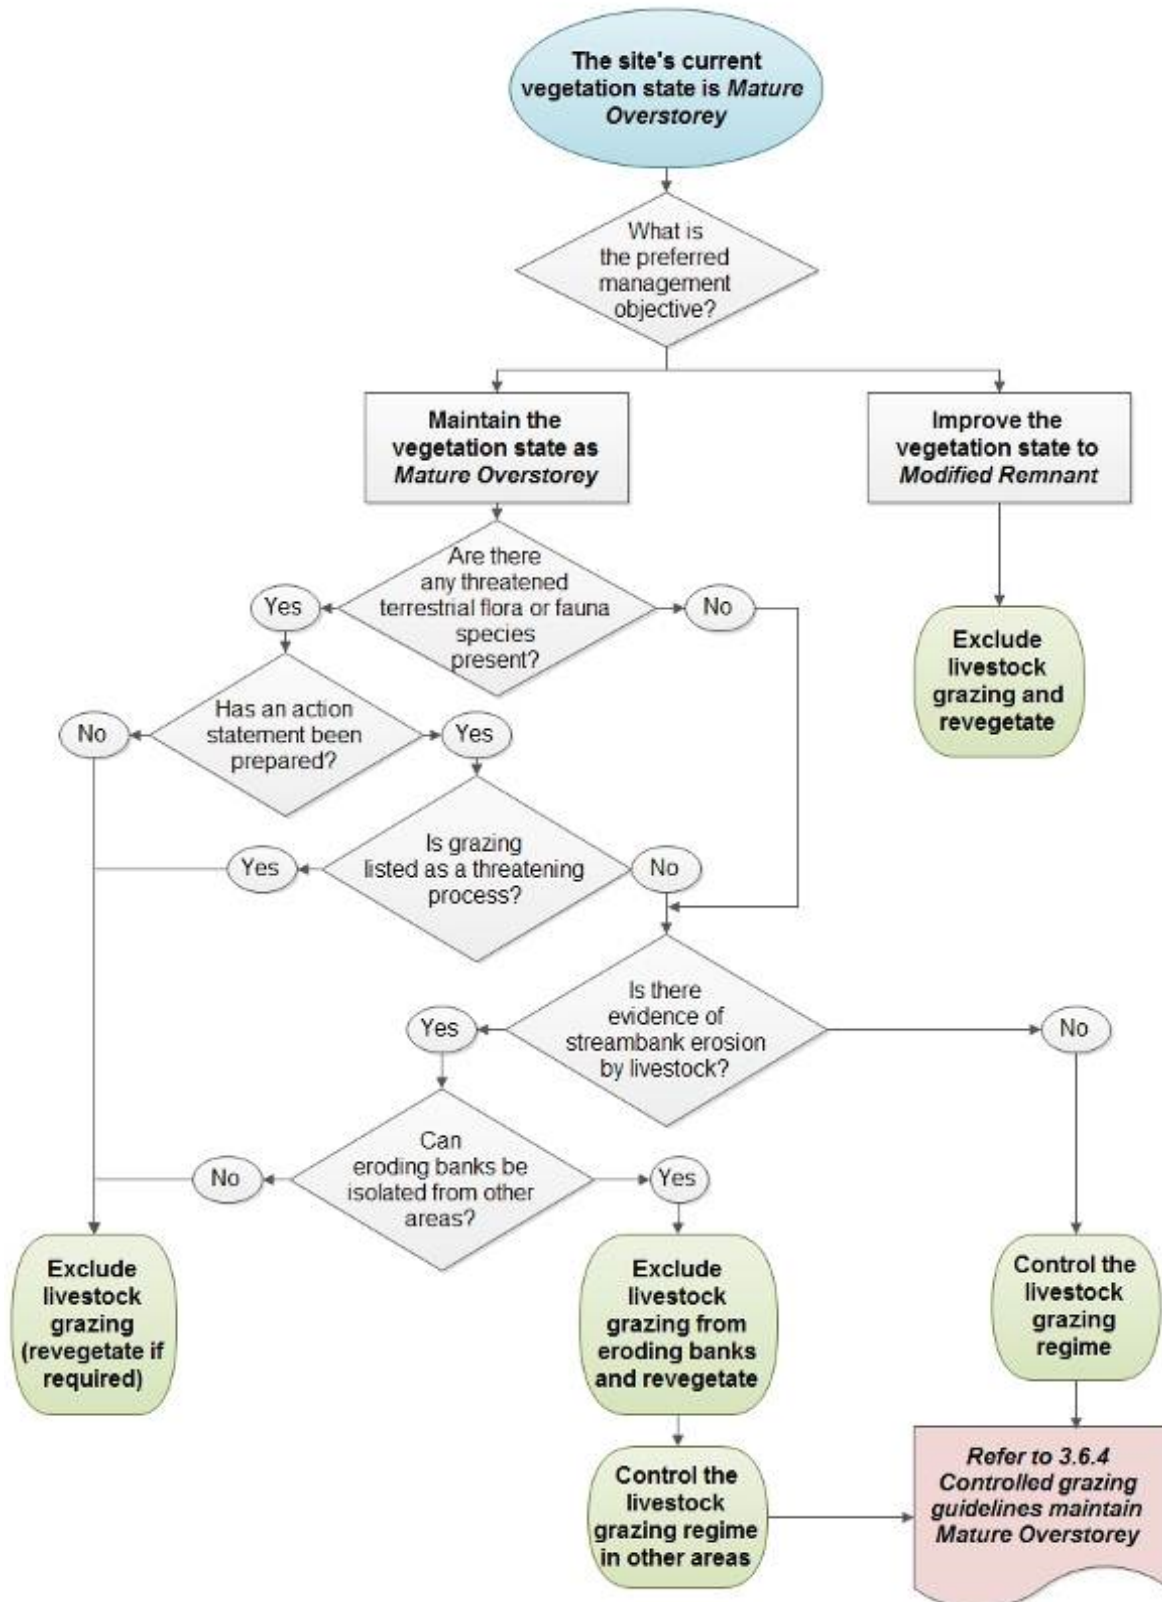 The site's current
vegetation state is Mature
Overstorey
What is
the preferred
management
objective?
Maintain the
vegetation state as
Mature Overstorey
Improve the
vegetation state to
Modified Remnant
Are there
any threatened
terrestrial flora or fauna
species
present?
Yes
No
Exclude
livestock
grazing and
revegetate
Has an action
statement been
prepared?
No
Yes
Is grazing
listed as a threatening
process?
Yes
No
Is there
evidence of
streambank erosion
by livestock?
Yes
No
Can
eroding banks be
isolated from other
areas?
No
Yes
Exclude
livestock
grazing
(revegetate if
required)
Exclude
livestock
grazing from
eroding banks
and revegetate
Control the
livestock
grazing
regime
Control the
livestock
grazing regime
in other areas
Refer to 3.6.4
Controlled grazing
guidelines maintain
Mature Overstorey